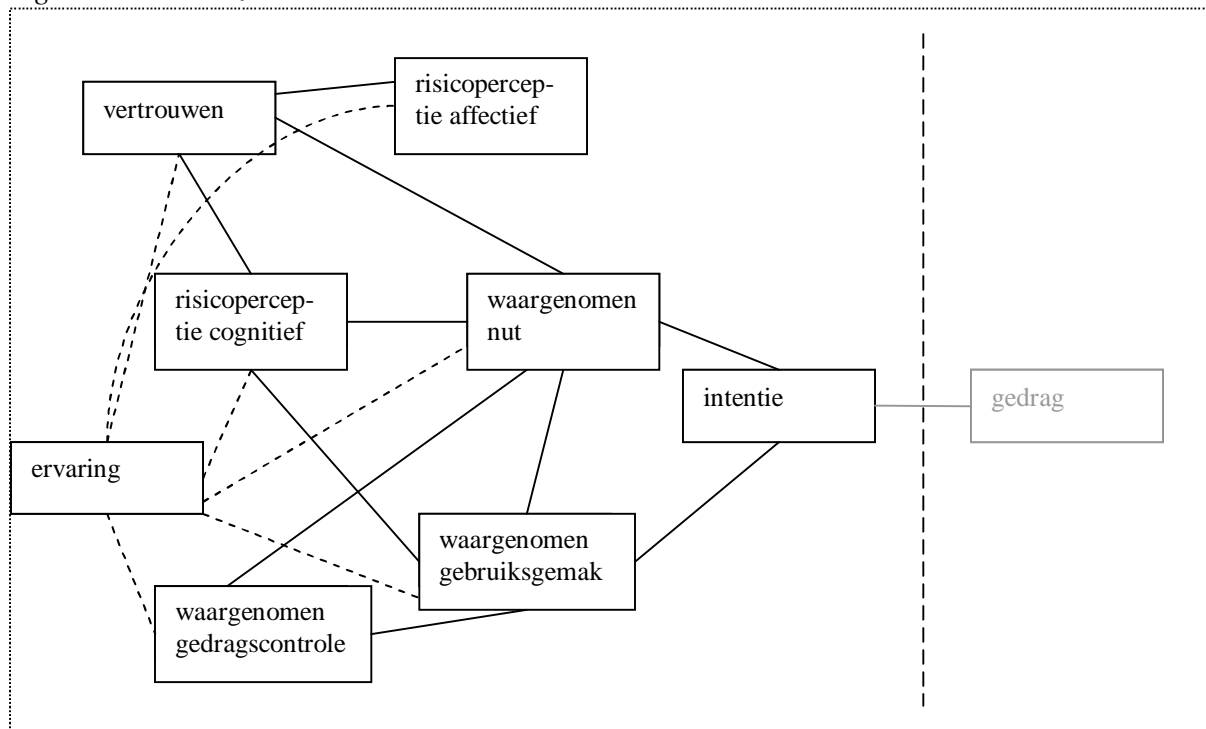 risicopercep-
tie affectief
vertrouwen
risicopercep-
tie cognitief
waargenomen
nut
intentie
gedrag
ervaring
waargenomen
gebruiksgemak
waargenomen
gedragscontrole